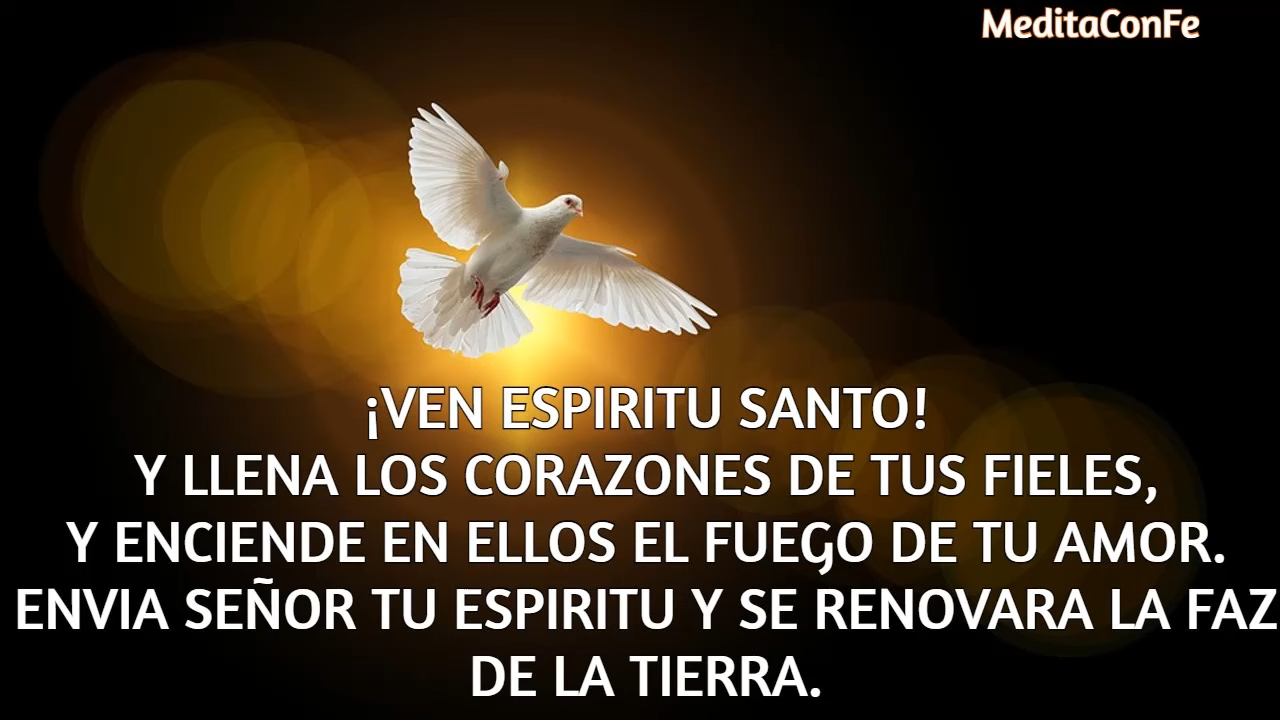 MeditaConFe
¡VEN ESPIRITU SANTO!
Y LLENA LOS CORAZONES DE TUS FIELES,
Y ENCIENDE EN ELLOS EL FUEGO DE TU AMOR.
ENVIA SEÑOR TU ESPIRITU Y SE RENOVARA LA FAZ
DE LA TIERRA.